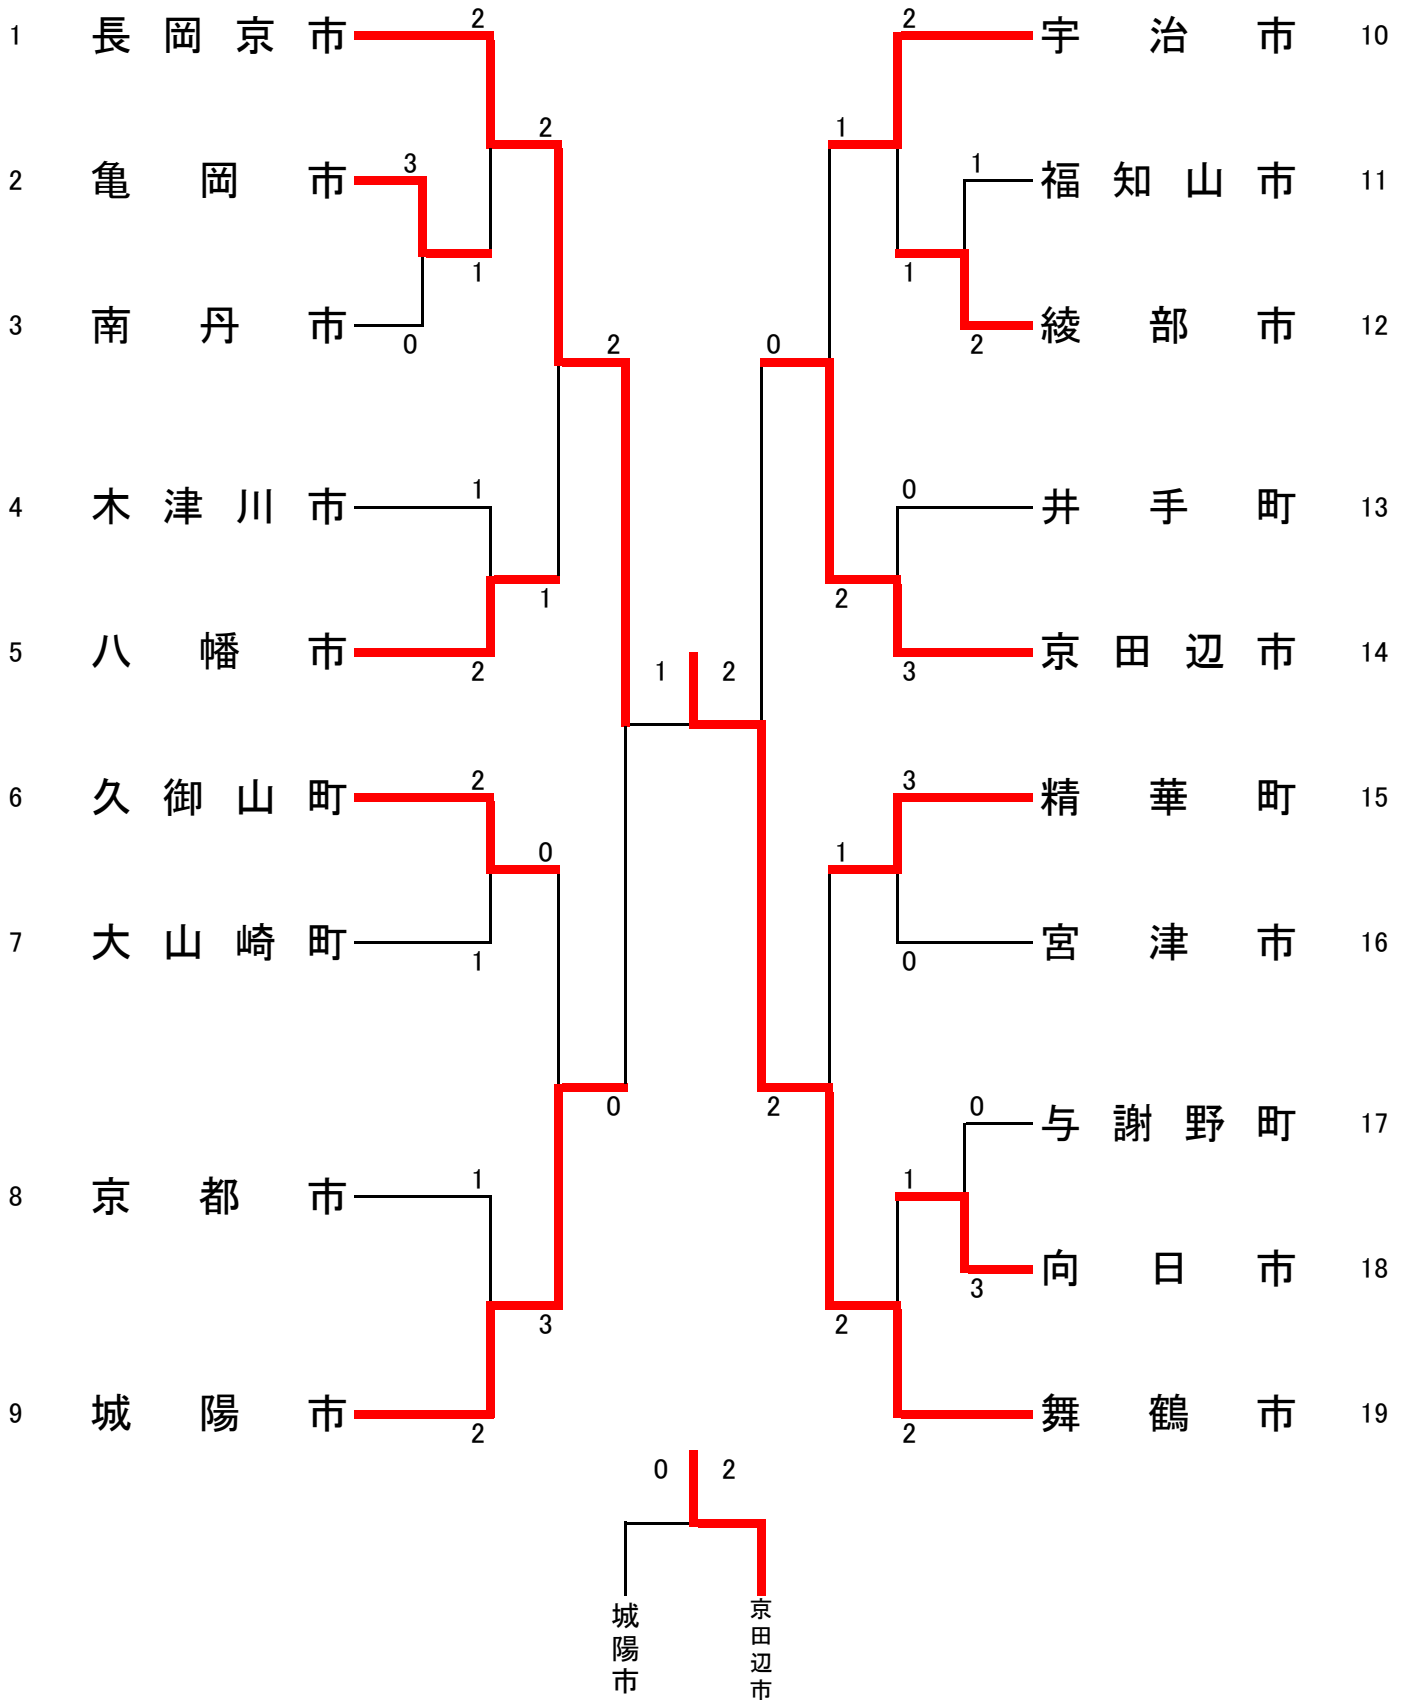 1 長岡京市 2 2 宇治市 10
2 1
2 亀岡市 3 1 福知山市 11
1 1
3 南丹市 0 2 綾部市 12
2 0
4 木津川市 1 0 井手町 13
1 2
5 八幡市 2 3 京田辺市 14
1 2
6 久御山町 2 3 精華町 15
0 1
7 大山崎町 1 0 宮津市 16
0 2
0 与謝野町 17
8 京都市 1 1
3 向日市 18
3 2
9 城陽市 2 2 舞鶴市 19
0 2
城陽市
京田辺市